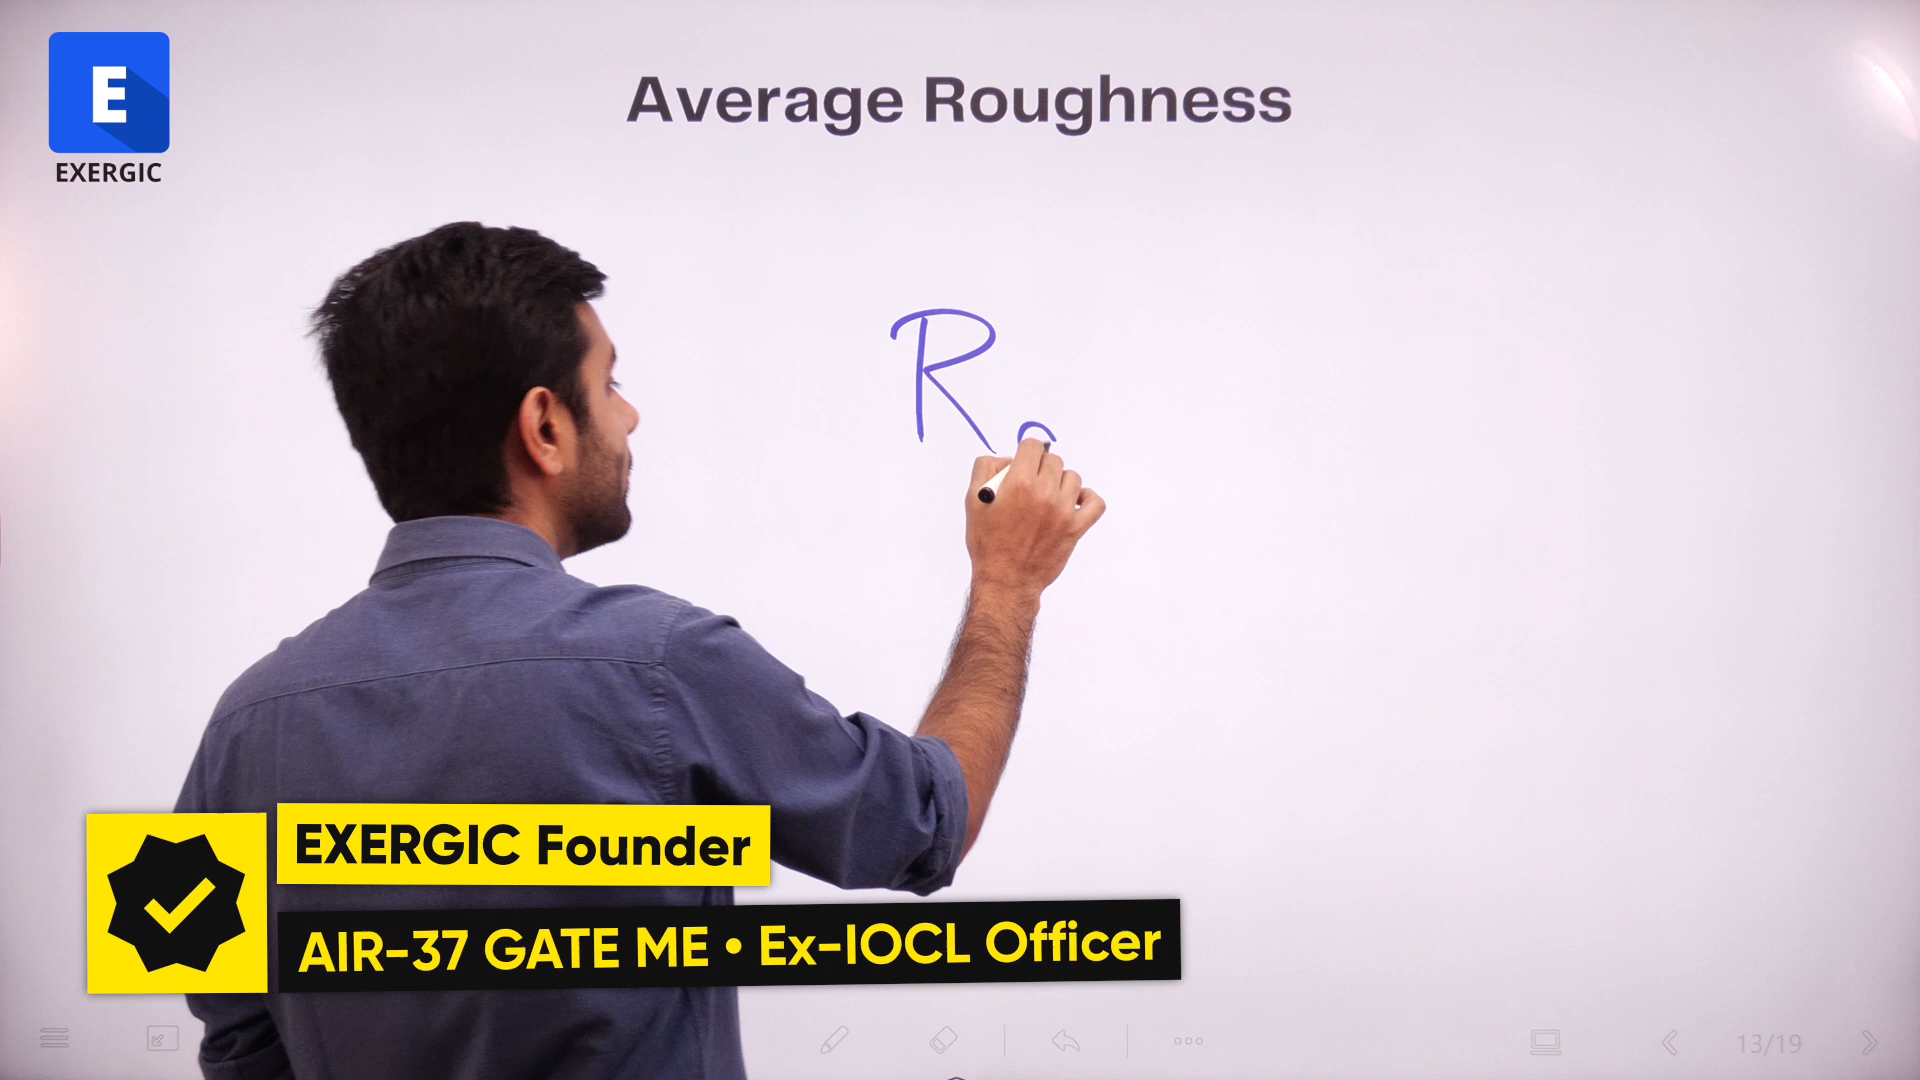 E
EXERGIC
Average Roughness
R
EXERGIC Founder
AIR-37 GATE ME • Ex-IOCL Officer
13/19